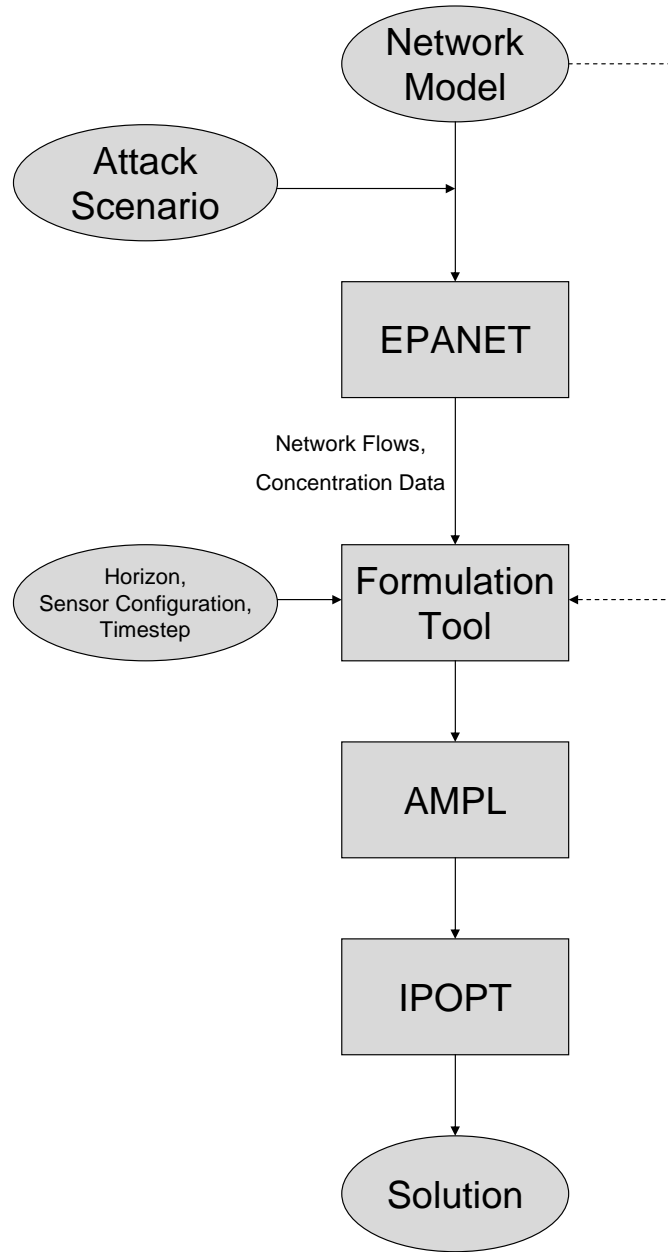 Network
Model
Attack
Scenario
EPANET
Network Flows,
Concentration Data
Horizon,
Sensor Configuration,
Timestep
Formulation
Tool
AMPL
IPOPT
Solution